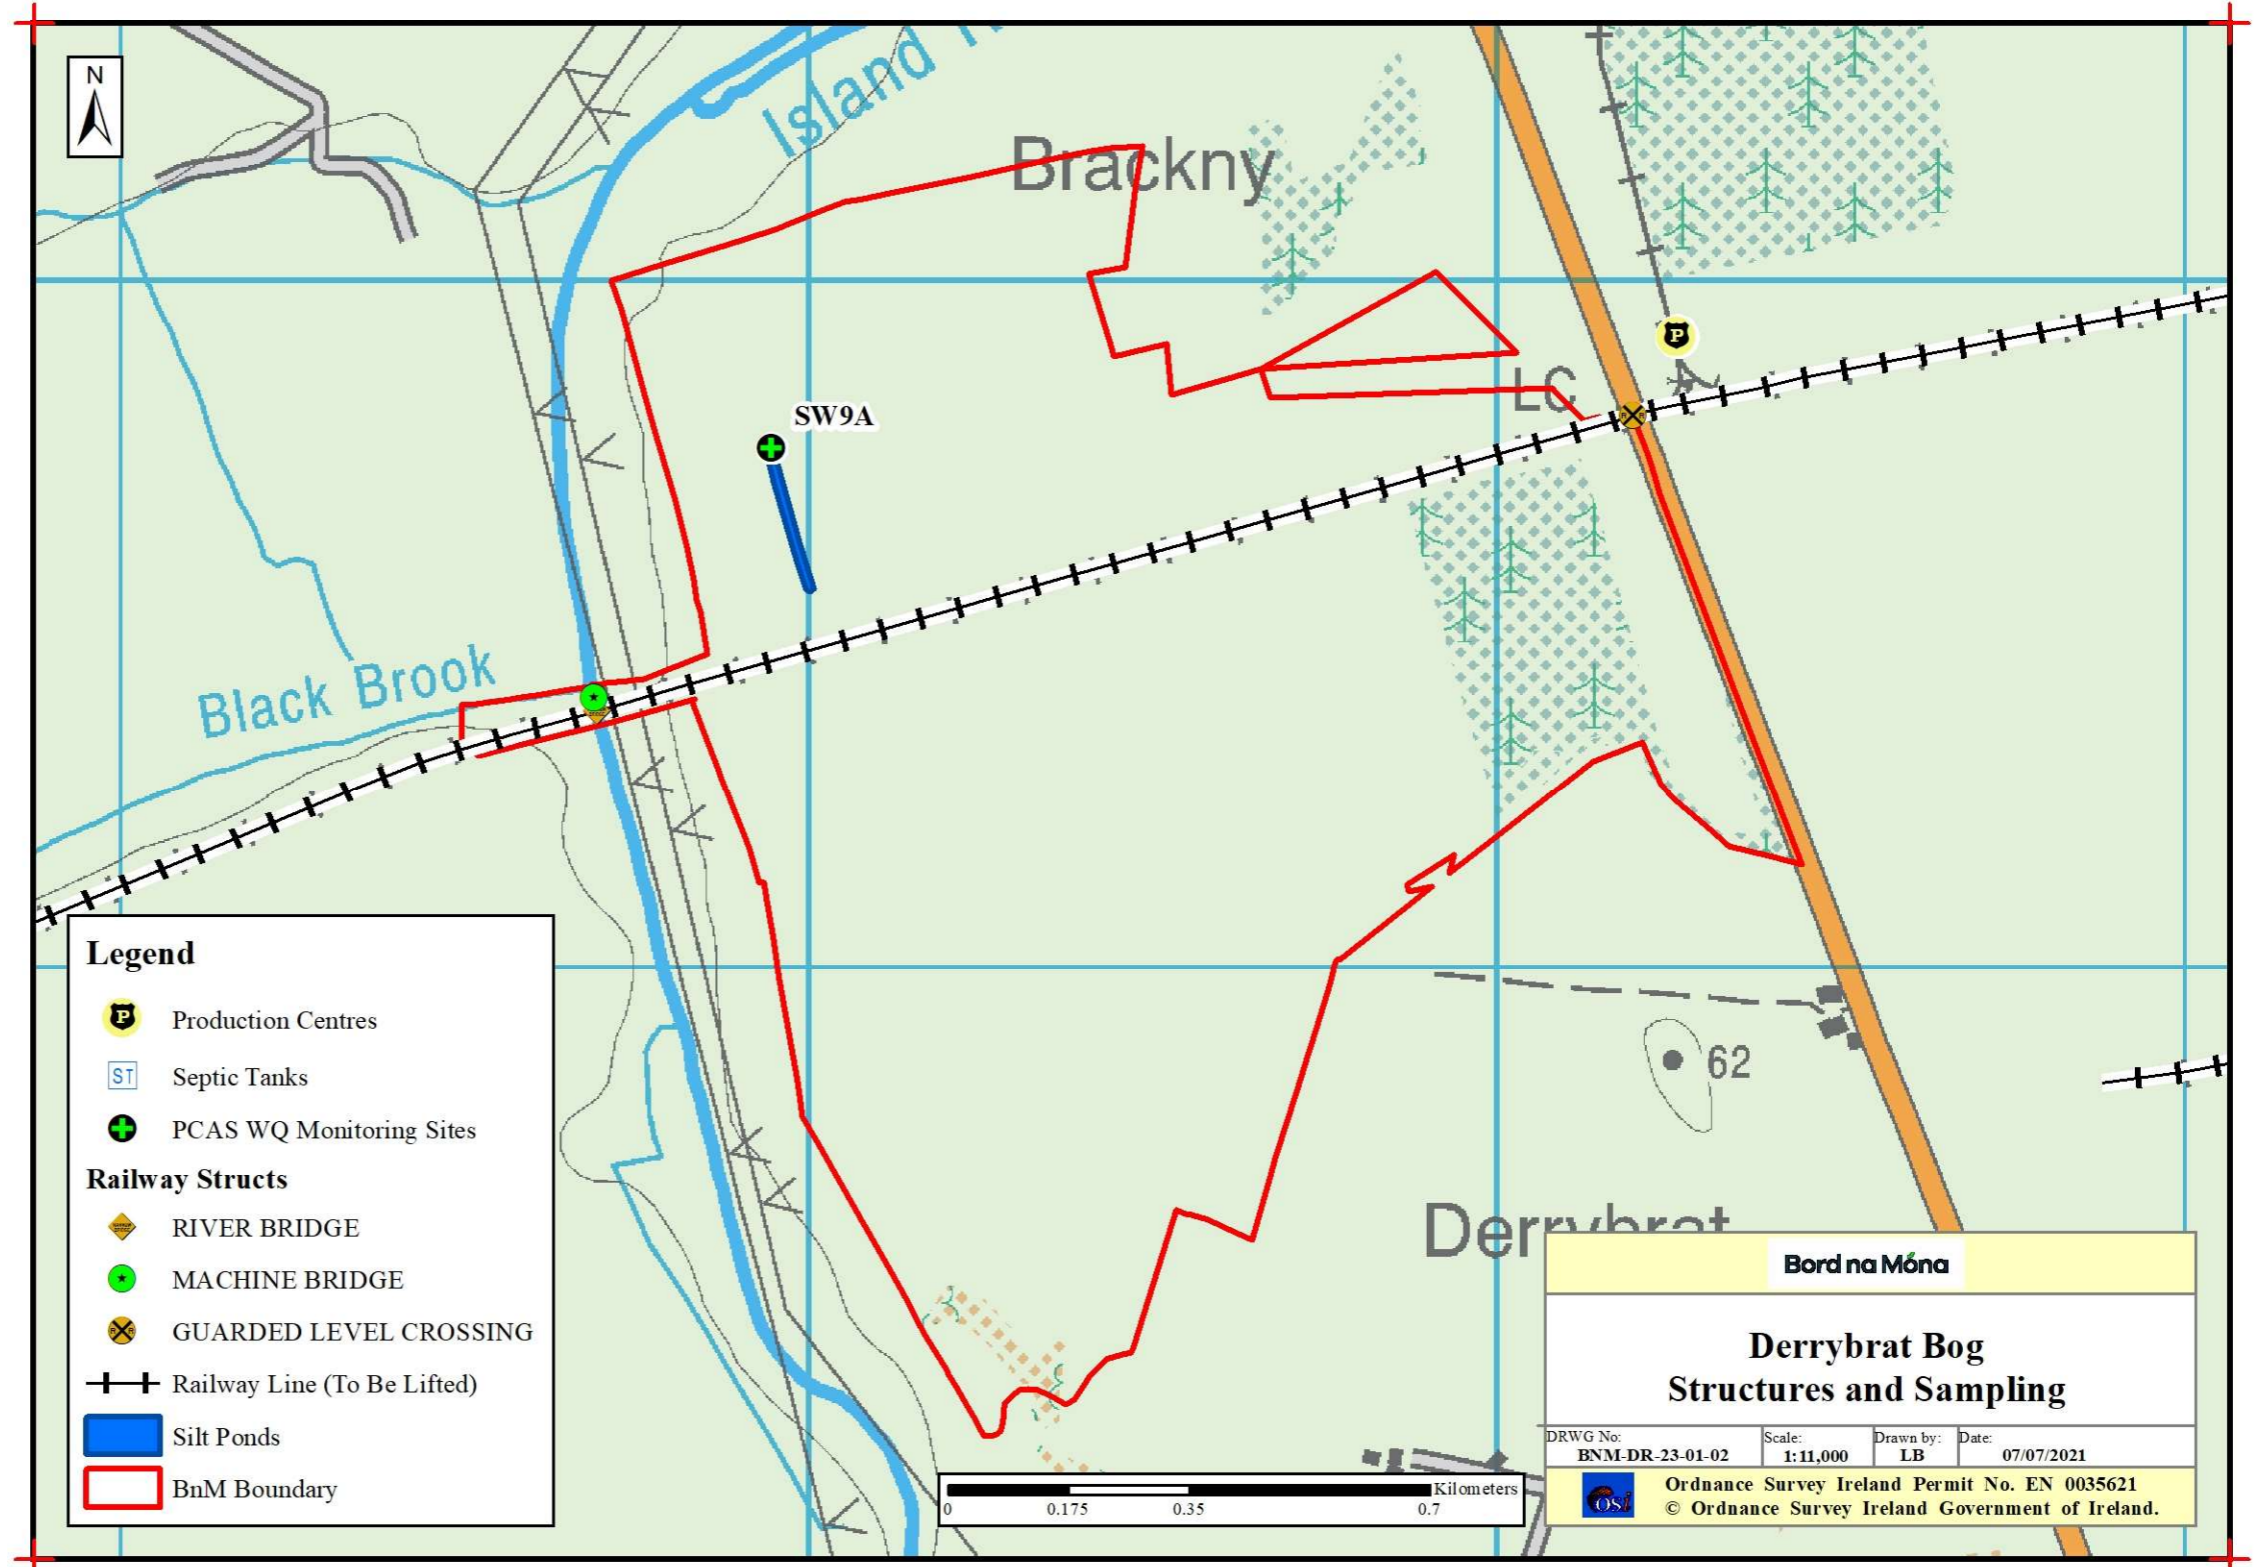 N
Island
Brackny
SW9A
LC
P
Black Brook
62
Derrybrat
Legend
P Production Centres
ST Septic Tanks
PCAS WQ Monitoring Sites
Railway Structs
RIVER BRIDGE
MACHINE BRIDGE
GUARDED LEVEL CROSSING
Railway Line (To Be Lifted)
Silt Ponds
BnM Boundary
Kilometers
0 0.175 0.35 0.7
Bord na Móna
Derrybrat Bog
Structures and Sampling
DRWG No: Scale: Drawn by: Date:
BNM-DR-23-01-02 1:11,000 LB 07/07/2021
osi
Ordnance Survey Ireland Permit No. EN 0035621
© Ordnance Survey Ireland Government of Ireland.